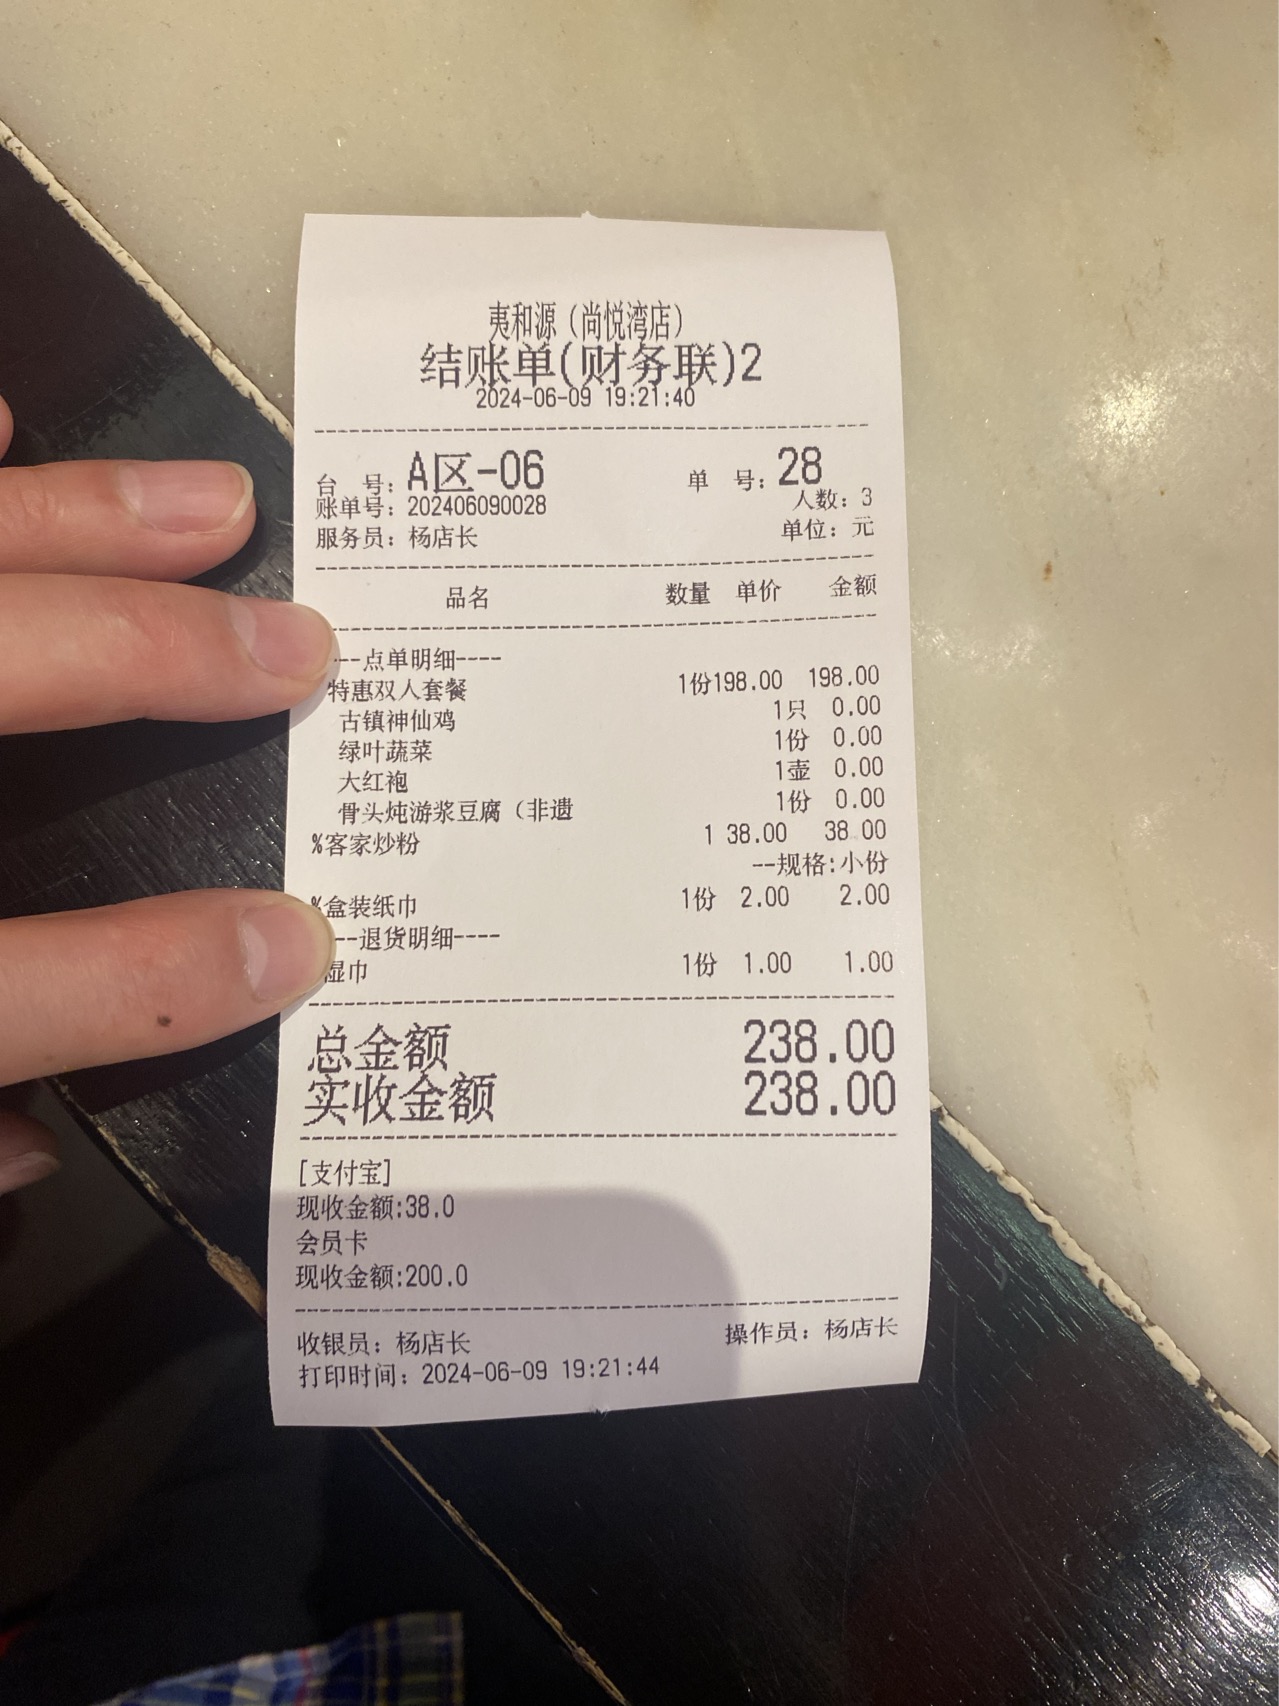 夷和源（尚悦湾店）
结账单(财务联)2
2024-06-09 19:21:40
台 号: A区-06 单 号: 28
账单号: 202406090028 人数: 3
服务员: 杨店长 单位: 元
品名 数量 单价 金额
--点单明细----
特惠双人套餐 1份198.00 198.00
古镇神仙鸡 1只 0.00
绿叶蔬菜 1份 0.00
大红袍 1壶 0.00
骨头炖游浆豆腐（非遗 1份 0.00
%客家炒粉 1 38.00 38.00
--规格:小份
%盒装纸巾 1份 2.00 2.00
--退货明细----
湿巾 1份 1.00 1.00
总金额 238.00
实收金额 238.00
[支付宝]
现收金额:38.0
会员卡
现收金额:200.0
收银员: 杨店长 操作员: 杨店长
打印时间: 2024-06-09 19:21:44